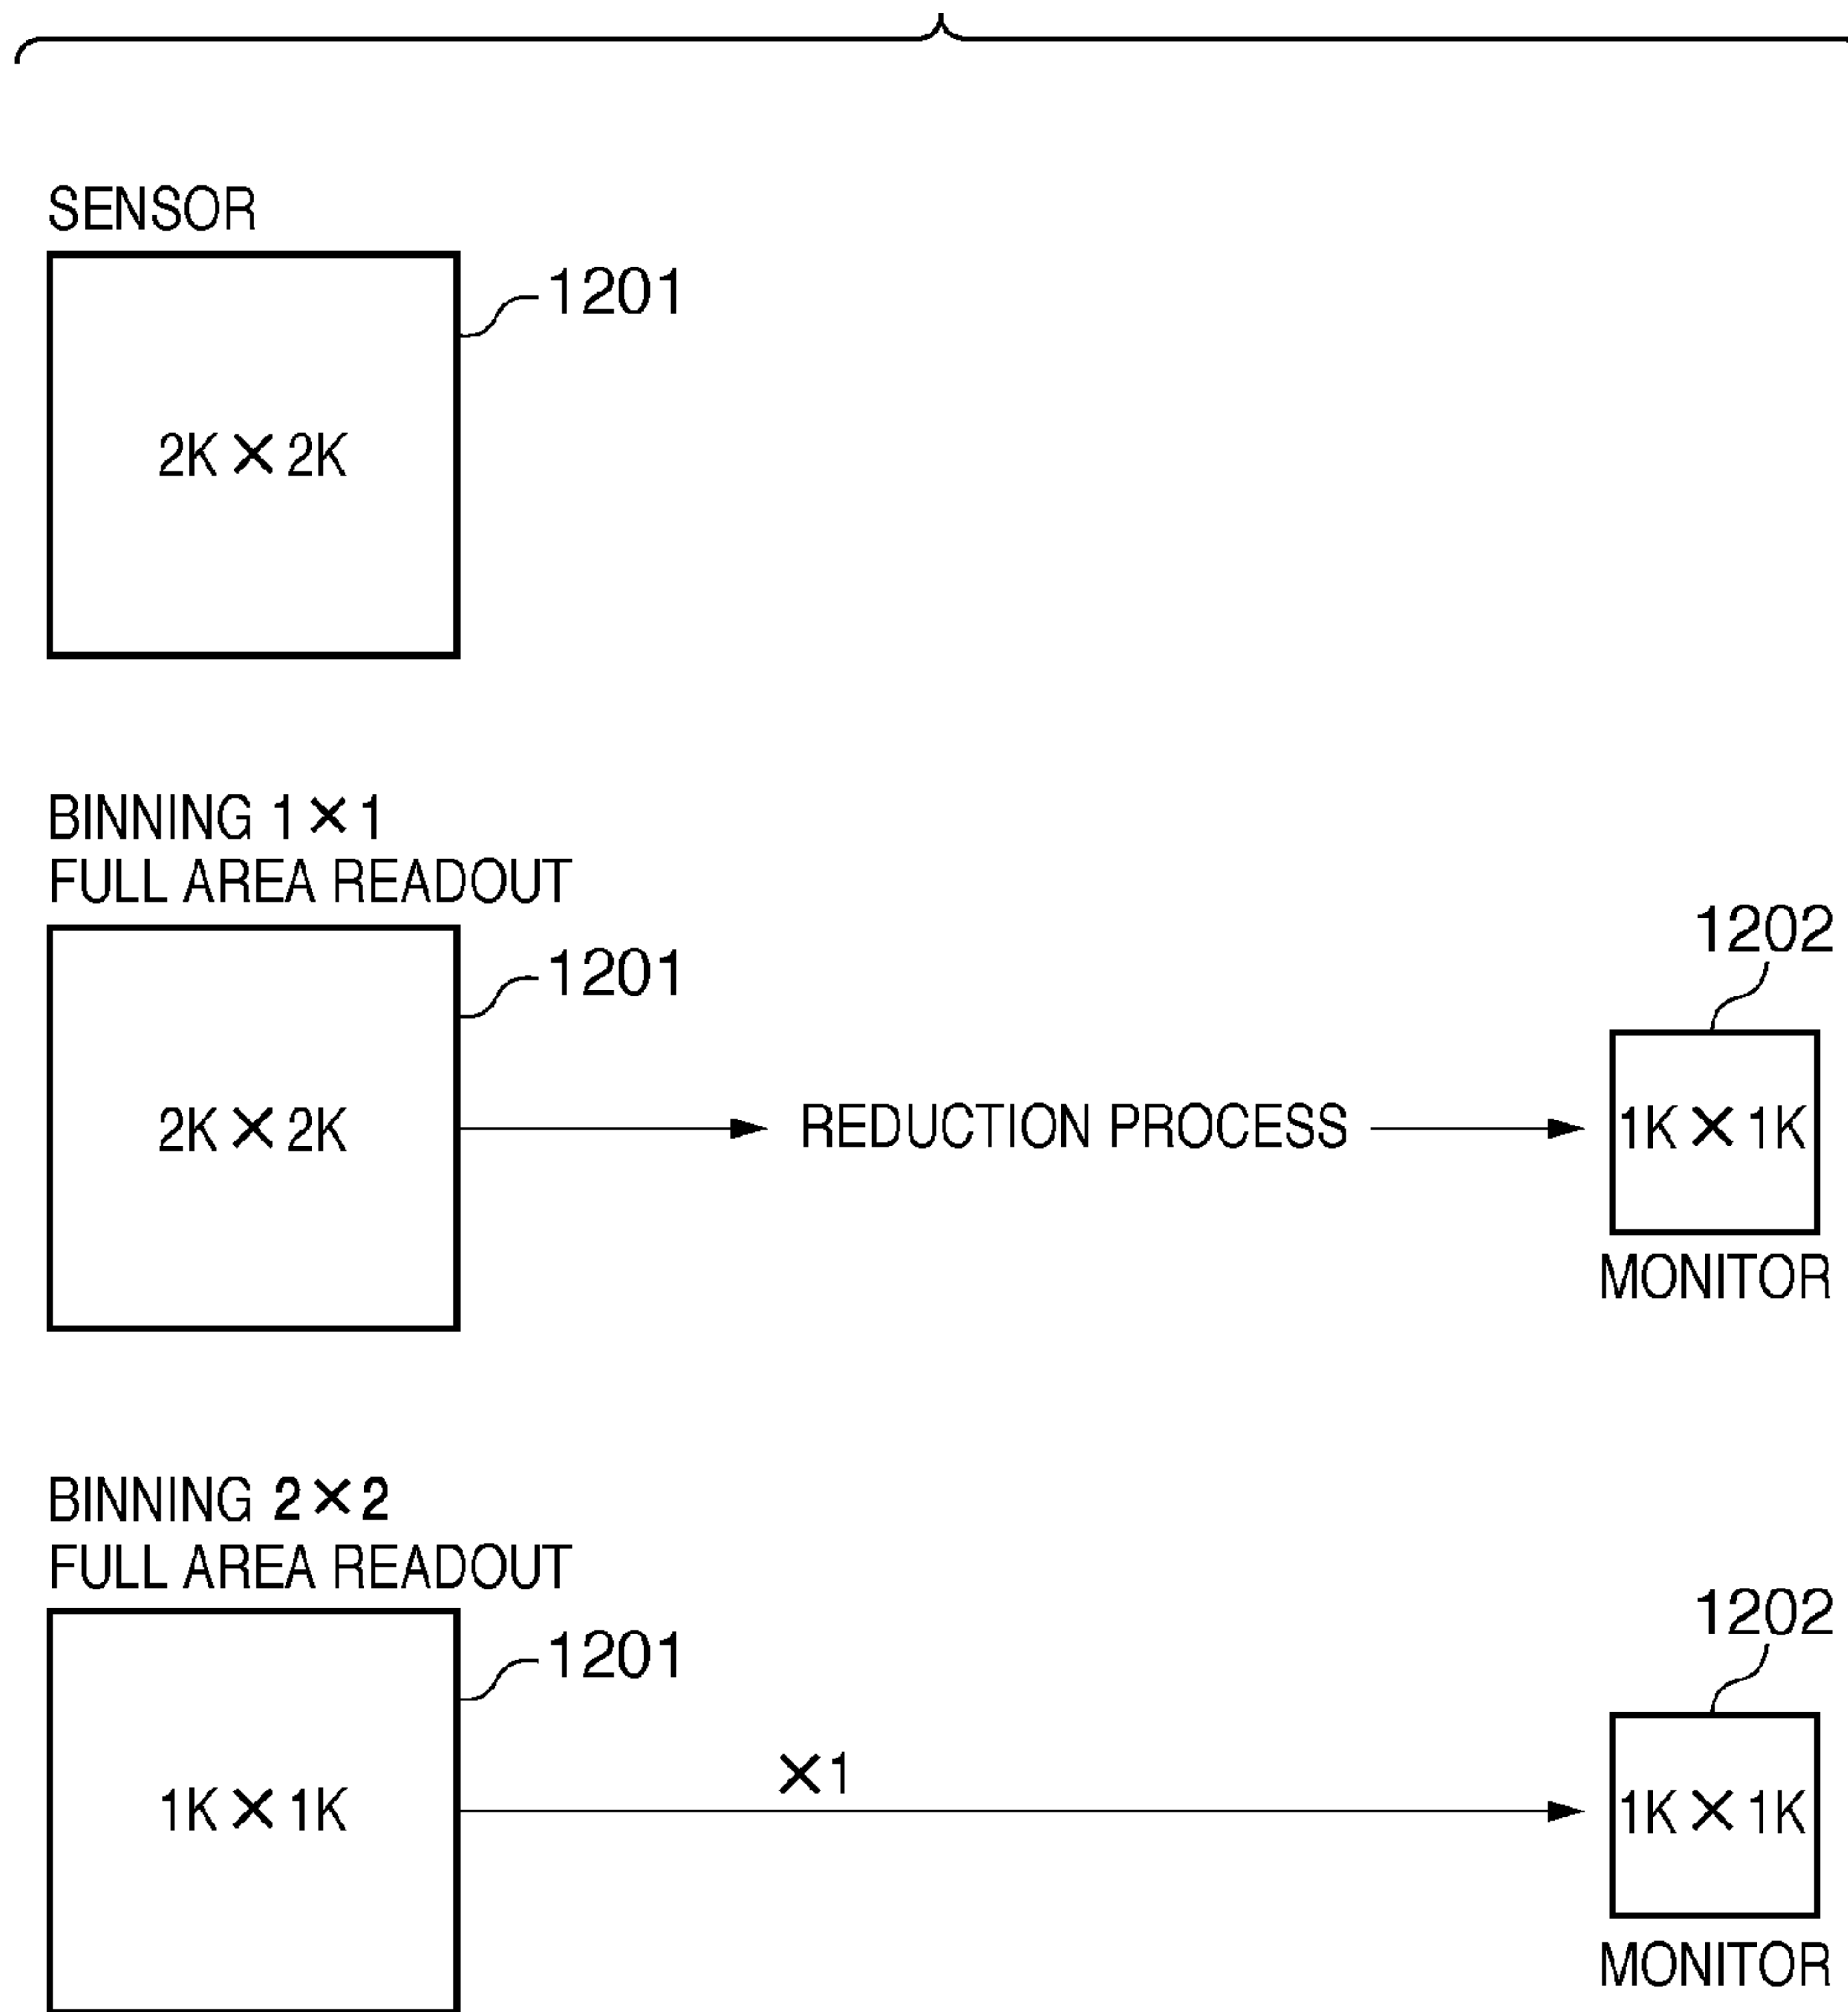 SENSOR
1201
2K × 2K
BINNING 1×1
FULL AREA READOUT
1201
1202
2K × 2K
REDUCTION PROCESS
1K × 1K
MONITOR
BINNING 2×2
FULL AREA READOUT
1201
1202
×1
1K × 1K
1K × 1K
MONITOR